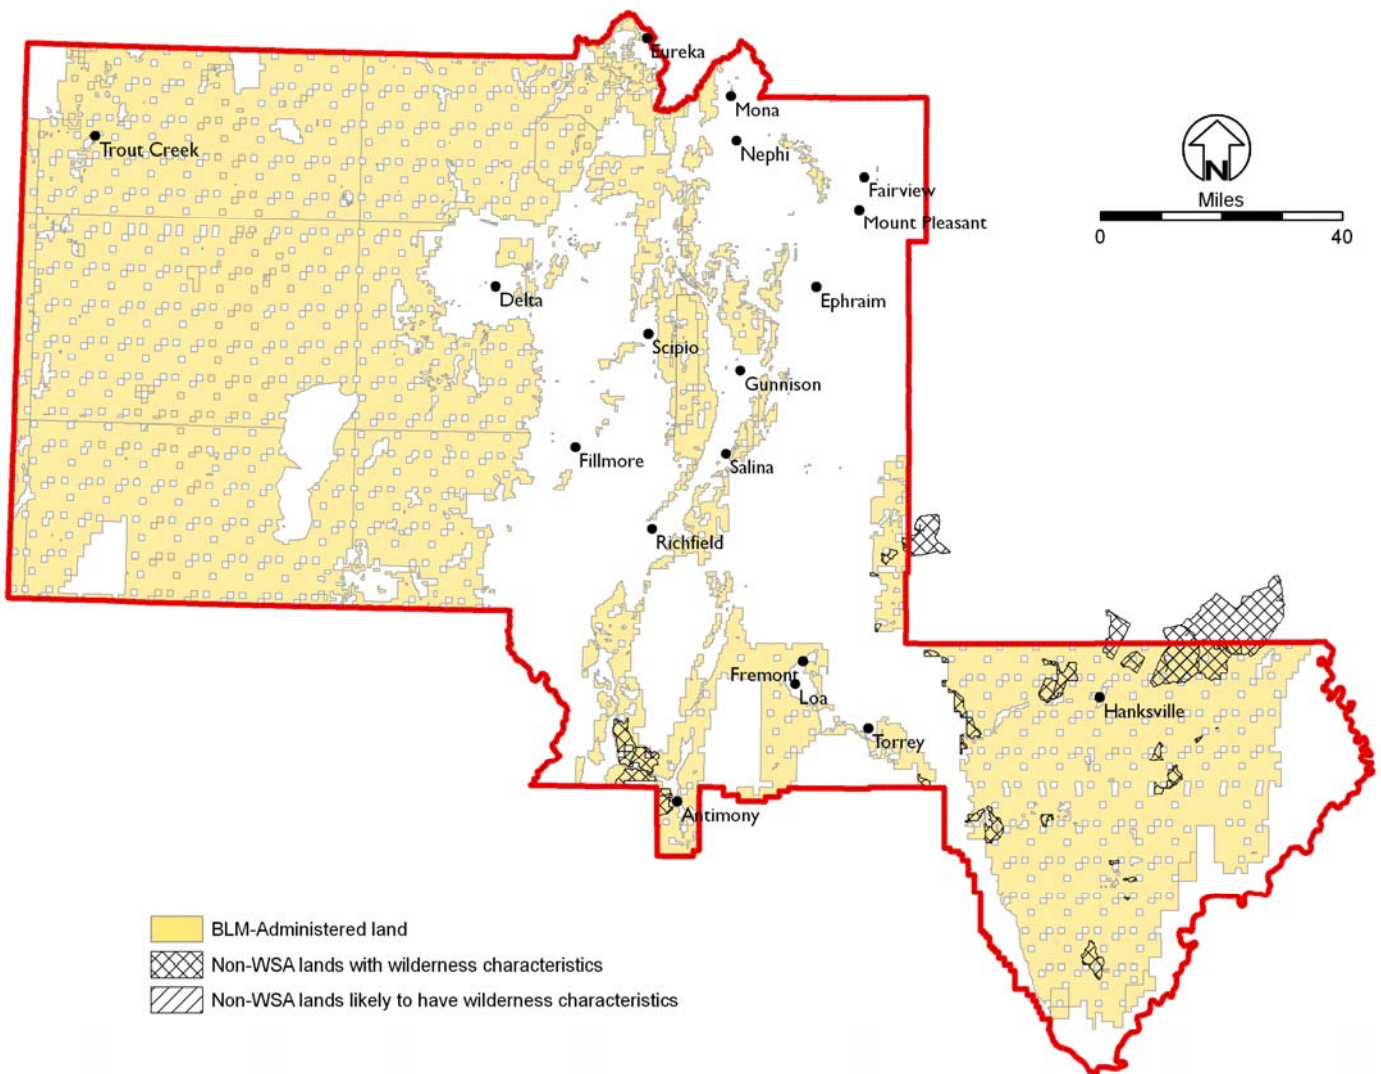 Eureka
Mona
Nephi
Trout Creek
Fairview
Mount Pleasant
N
Miles
0 40
Delta
Ephraim
Scipio
Gunnison
Fillmore
Salina
Richfield
Fremont
Loa
Hanksville
Torrey
Antimony
BLM-Administered land
Non-WSA lands with wilderness characteristics
Non-WSA lands likely to have wilderness characteristics